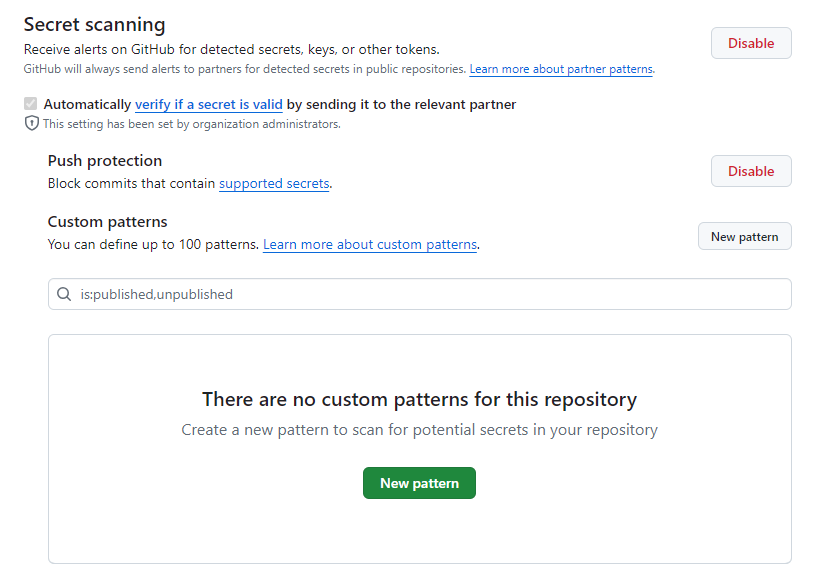 Secret scanning
Receive alerts on GitHub for detected secrets, keys, or other tokens.
Disable
GitHub will always send alerts to partners for detected secrets in public repositories. Learn more about partner patterns.
Automatically verify if a secret is valid by sending it to the relevant partner
This setting has been set by organization administrators.
Push protection
Block commits that contain supported secrets.
Disable
Custom patterns
You can define up to 100 patterns. Learn more about custom patterns.
New pattern
is:published,unpublished
There are no custom patterns for this repository
Create a new pattern to scan for potential secrets in your repository
New pattern